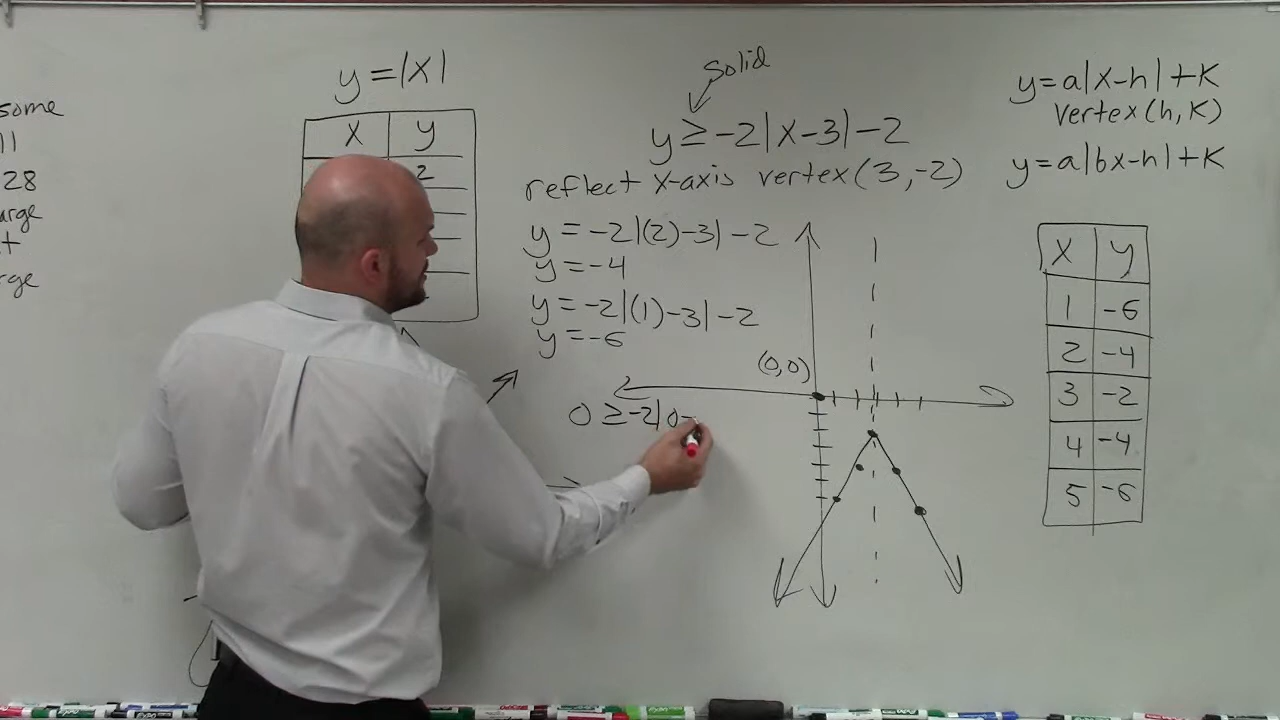 some
11
28
arge
t
rge
y = |x|
x y
2
solid
y ≥ -2|x-3|-2
reflect x-axis vertex (3,-2)
y = -2|(2)-3|-2
y = -4
y = -2|(1)-3|-2
y = -6
(0,0)
0 ≥ -2|0-
y = a|x-h|+K
vertex (h, K)
y = a|bx-h|+K
x y
1 -6
2 -4
3 -2
4 -4
5 -6